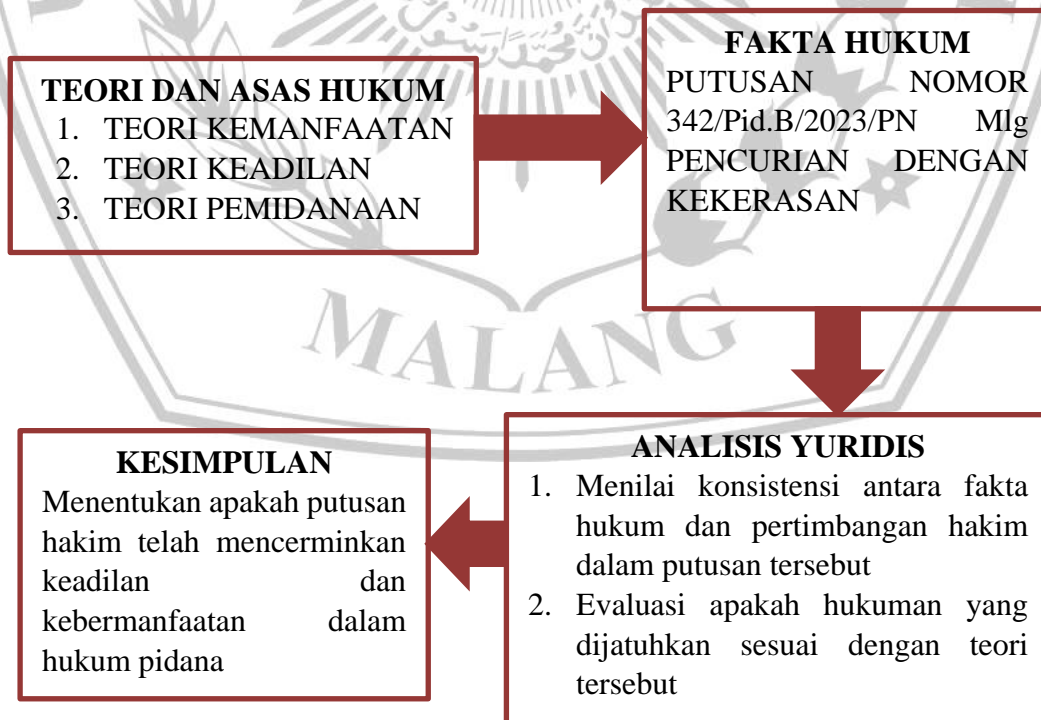 TEORI DAN ASAS HUKUM
1. TEORI KEMANFAATAN
2. TEORI KEADILAN
3. TEORI PEMIDANAAN
FAKTA HUKUM
PUTUSAN NOMOR
342/Pid.B/2023/PN Mlg
PENCURIAN DENGAN
KEKERASAN
ANALISIS YURIDIS
1. Menilai konsistensi antara fakta
hukum dan pertimbangan hakim
dalam putusan tersebut
2. Evaluasi apakah hukuman yang
dijatuhkan sesuai dengan teori
tersebut
KESIMPULAN
Menentukan apakah putusan
hakim telah mencerminkan
keadilan dan
kebermanfaatan dalam
hukum pidana
MALANG